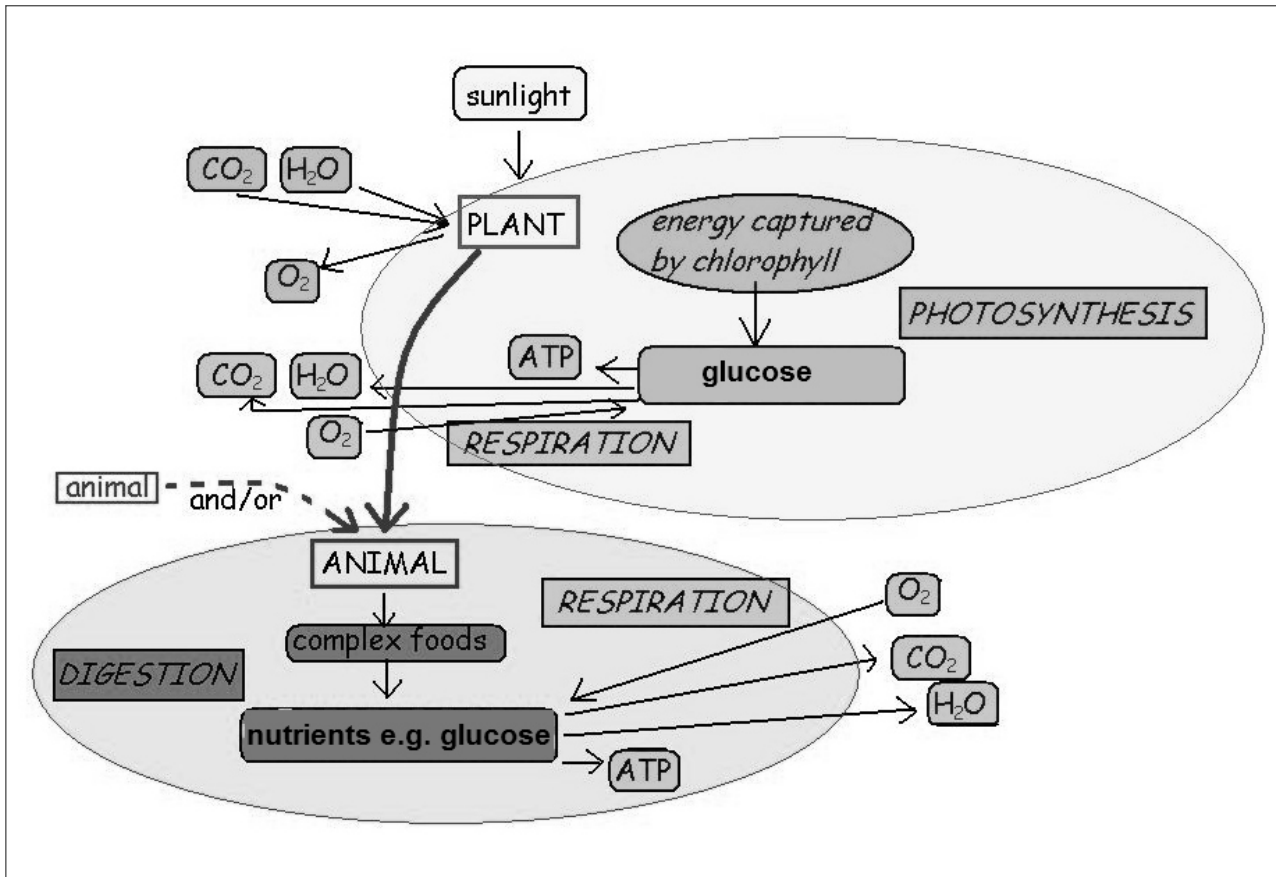 sunlight
CO₂ H₂O
PLANT
energy captured
by chlorophyll
O₂
PHOTOSYNTHESIS
ATP
glucose
CO₂ H₂O
O₂
RESPIRATION
animal
and/or
ANIMAL
RESPIRATION
O₂
complex foods
CO₂
DIGESTION
H₂O
nutrients e.g. glucose
ATP